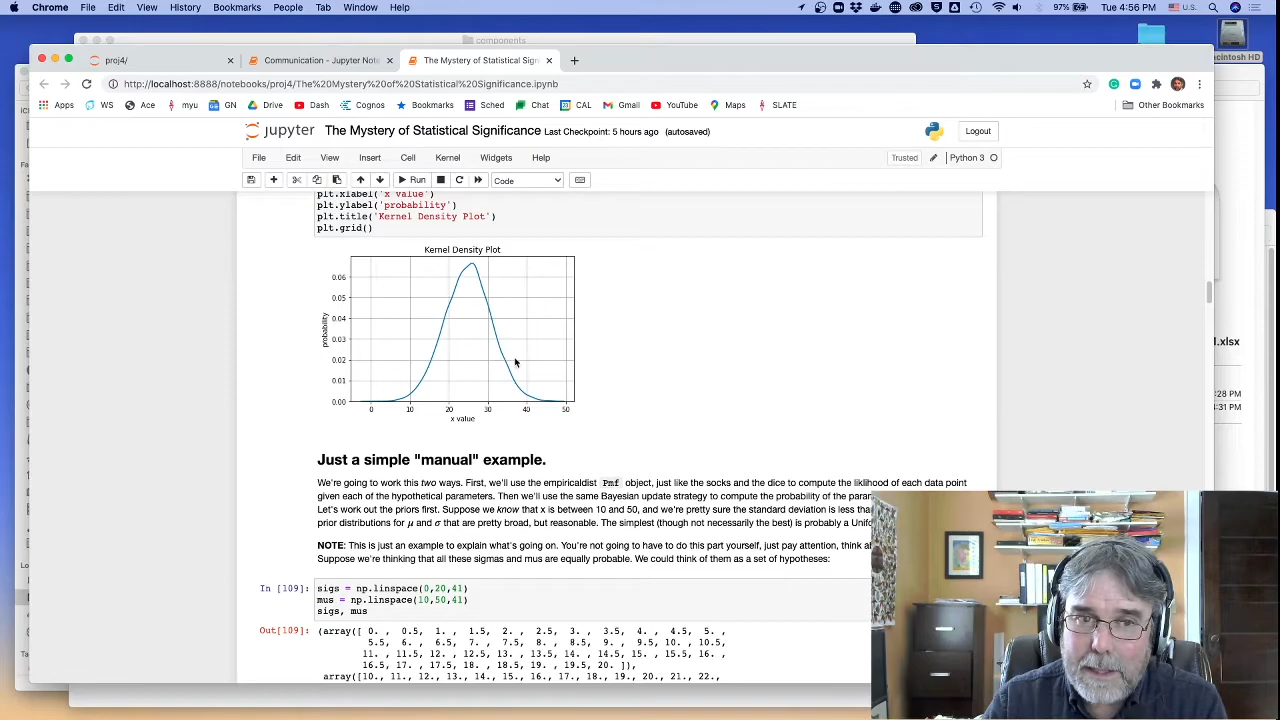 Chrome File Edit View History Bookmarks People Tab Window Help 97% Tue 4:56 PM U.S.
components
proj4/ Communication - Jupyter Note The Mystery of Statistical Sign
http://localhost:8888/notebooks/proj4/The%20Mystery%20of%20Statistical%20Significance.ipynb
Apps WS Ace myu GN Drive Dash Cognos Bookmarks Sched Chat CAL Gmail YouTube Maps SLATE Other Bookmarks
acintosh HD
jupyter The Mystery of Statistical Significance Last Checkpoint: 5 hours ago (autosaved) Logout
File Edit View Insert Cell Kernel Widgets Help Trusted Python 3
Run Code
plt.xlabel('x value')
plt.ylabel('probability')
plt.title('Kernel Density Plot')
plt.grid()
Kernel Density Plot
0.06
0.05
0.04
0.03
0.02
0.01
0.00
probability
0 10 20 30 40 50
x value
1.xlsx
:28 PM
:31 PM
Just a simple "manual" example.
We're going to work this two ways. First, we'll use the empiricaldist Pmf object, just like the socks and the dice to compute the liklihood of each data point
given each of the hypothetical parameters. Then we'll use the same Bayesian update strategy to compute the probability of the para
Let's work out the priors first. Suppose we know that x is between 10 and 50, and we're pretty sure the standard deviation is less tha
prior distributions for μ and σ that are pretty broad, but reasonable. The simplest (though not necessarily the best) is probably a Unifo
NOTE: This is just an example to explain what's going on. You're not going to have to do this part yourself, just pay attention, think a
Suppose we're thinking that all these sigmas and mus are equally probable. We could think of them as a set of hypotheses:
In [109]: sigs = np.linspace(0,20,41)
mus = np.linspace(10,50,41)
sigs, mus
Out[109]: (array([ 0. , 0.5, 1. , 1.5, 2. , 2.5, 3. , 3.5, 4. , 4.5, 5. ,
5.5, 6. , 6.5, 7. , 7.5, 8. , 8.5, 9. , 9.5, 10. , 10.5,
11. , 11.5, 12. , 12.5, 13. , 13.5, 14. , 14.5, 15. , 15.5, 16. ,
16.5, 17. , 17.5, 18. , 18.5, 19. , 19.5, 20. ]),
array([10., 11., 12., 13., 14., 15., 16., 17., 18., 19., 20., 21., 22.,